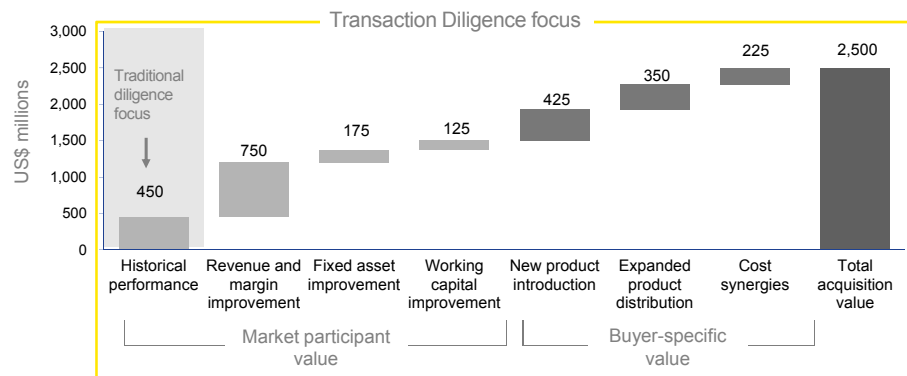 Transaction Diligence focus
US$ millions
3,000
2,500
2,000
1,500
1,000
500
0
Traditional
diligence
focus
450
750
175
125
425
350
225
2,500
Historical
performance
Revenue and
margin
improvement
Fixed asset
improvement
Working
capital
improvement
New product
introduction
Expanded
product
distribution
Cost
synergies
Total
acquisition
value
Market participant
value
Buyer-specific
value